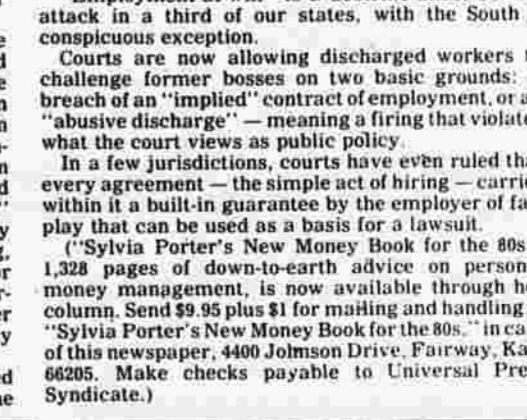 attack in a third of our states, with the South
conspicuous exception.
Courts are now allowing discharged workers
challenge former bosses on two basic grounds:
breach of an "implied" contract of employment, or a
"abusive discharge" — meaning a firing that violate
what the court views as public policy.
In a few jurisdictions, courts have even ruled tha
every agreement — the simple act of hiring — carri
within it a built-in guarantee by the employer of fa
play that can be used as a basis for a lawsuit.
("Sylvia Porter's New Money Book for the 80s
1,328 pages of down-to-earth advice on person
money management, is now available through he
column. Send $9.95 plus $1 for mailing and handling
"Sylvia Porter's New Money Book for the 80s," in ca
of this newspaper, 4400 Johnson Drive, Fairway, Ka
66205. Make checks payable to Universal Pre
Syndicate.)